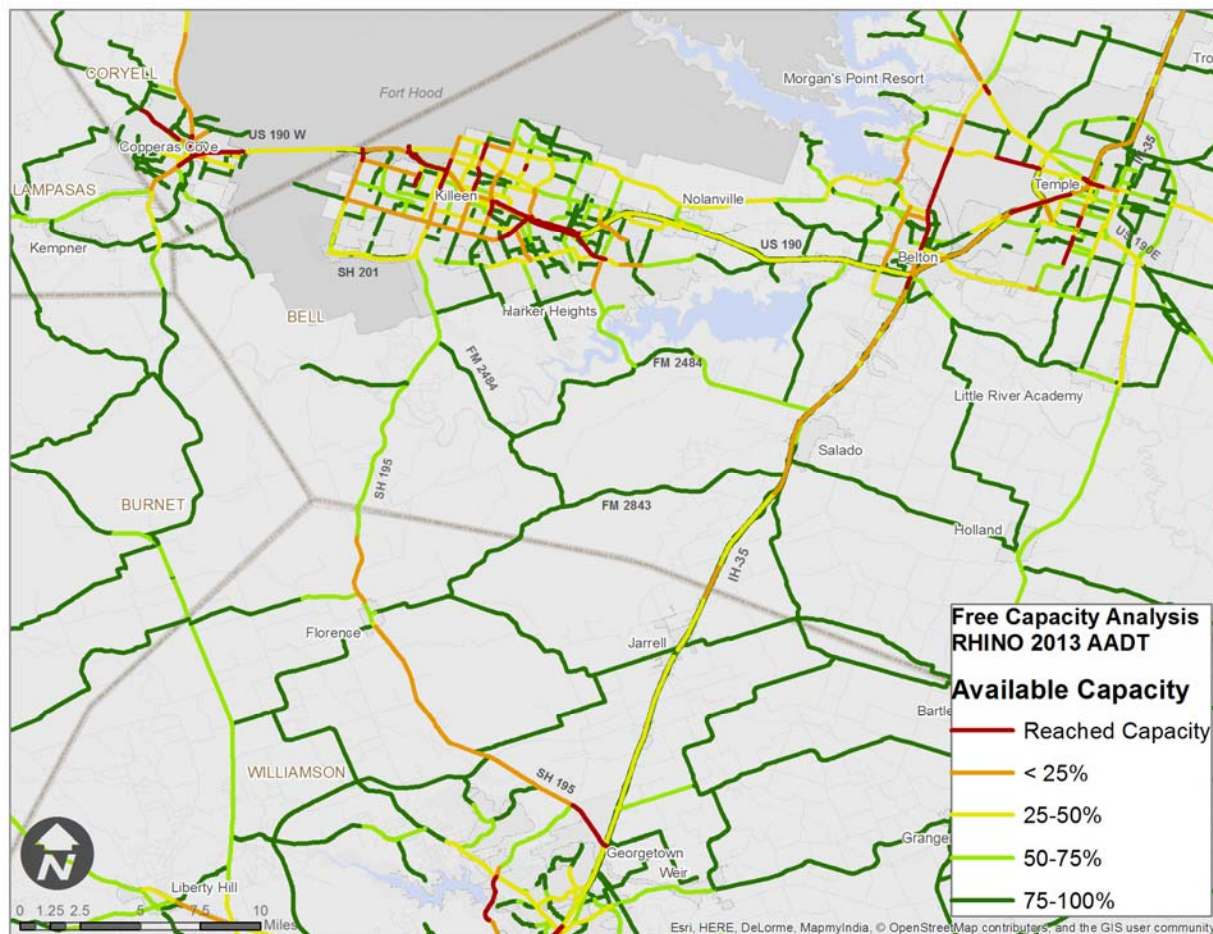 Tro
CORYELL
Morgan's Point Resort
Fort Hood
US 190 W
IH-35
Copperas Cove
LAMPASAS
Killeen
Temple
Nolanville
Kempner
US 190
US 190E
Belton
SH 201
BELL
Harker Heights
FM 2484
FM 2484
Little River Academy
Salado
SH 195
BURNET
FM 2843
Holland
IH-35
Florence
Jarrell
Bartle
WILLIAMSON
SH 195
Granger
Georgetown
Weir
Liberty Hill
Free Capacity Analysis
RHINO 2013 AADT
Available Capacity
Reached Capacity
< 25%
25-50%
50-75%
75-100%
N
0 1.25 2.5 5 7.5 10
Miles
Esri, HERE, DeLorme, MapmyIndia, © OpenStreetMap contributors, and the GIS user community